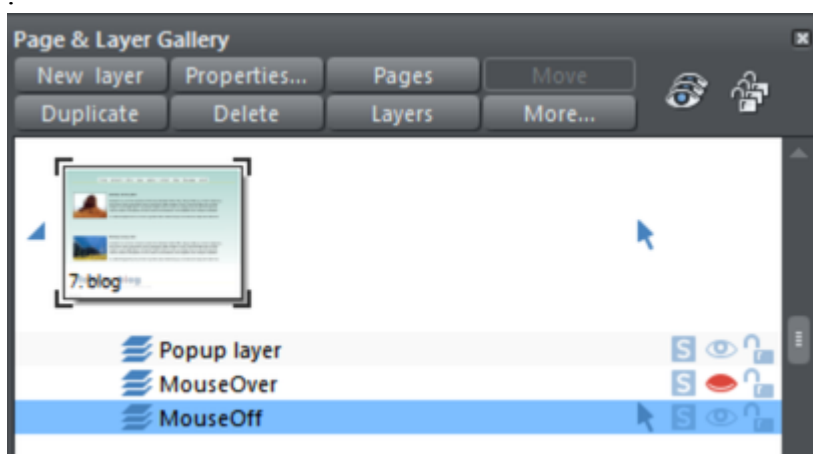 Page & Layer Gallery
New layer Properties... Pages Move
Duplicate Delete Layers More...
7. blog
Popup layer S
MouseOver S
MouseOff S